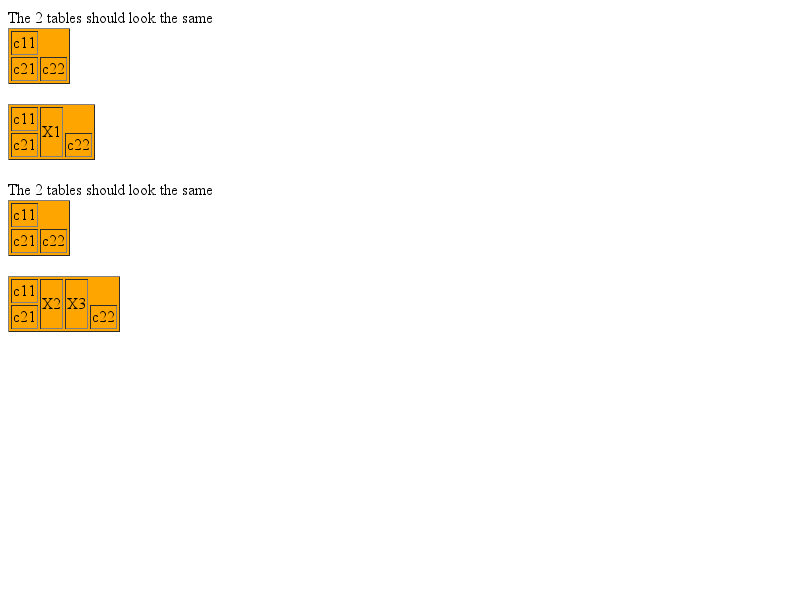 The 2 tables should look the same
c11
c21 c22
c11
X1
c21
c22
The 2 tables should look the same
c11
c21 c22
c11
X2 X3
c21
c22